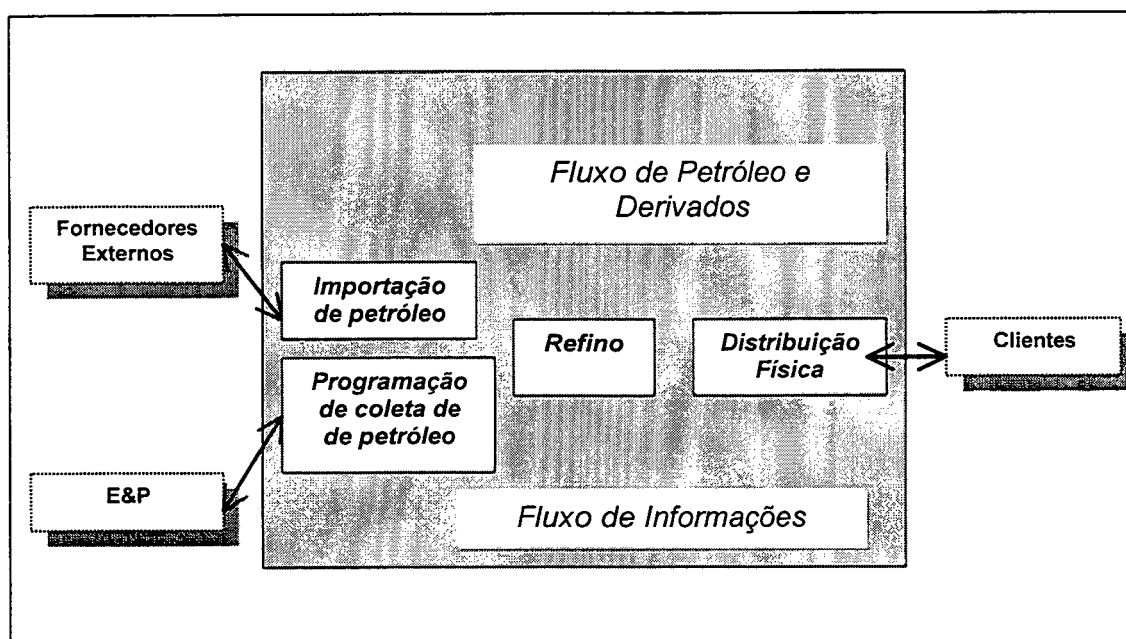 Fluxo de Petróleo e
Derivados
Fornecedores
Externos
Importação
de petróleo
Refino
Distribuição
Física
Clientes
Programação
de coleta de
de petróleo
E&P
Fluxo de Informações